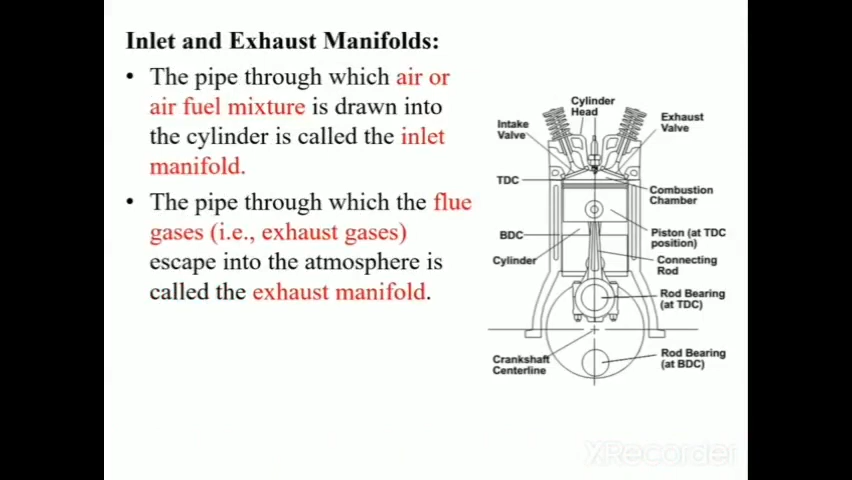 Inlet and Exhaust Manifolds:
• The pipe through which air or
air fuel mixture is drawn into
the cylinder is called the inlet
manifold.
• The pipe through which the flue
gases (i.e., exhaust gases)
escape into the atmosphere is
called the exhaust manifold.
Cylinder
Head
Intake
Valve
Exhaust
Valve
TDC
Combustion
Chamber
BDC
Piston (at TDC
position)
Cylinder
Connecting
Rod
Rod Bearing
(at TDC)
Crankshaft
Centerline
Rod Bearing
(at BDC)
XRecorder